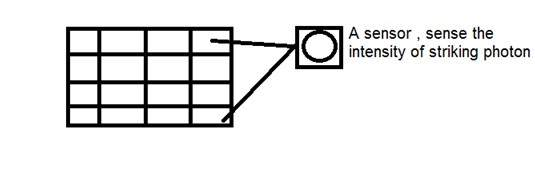 A sensor , sense the
intensity of striking photon